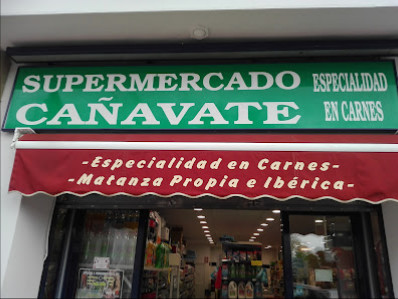 SUPERMERCADO
CAÑAVATE
ESPECIALIDAD
EN CARNES
-Especialidad en Carnes-
-Matanza Propia e Ibérica-